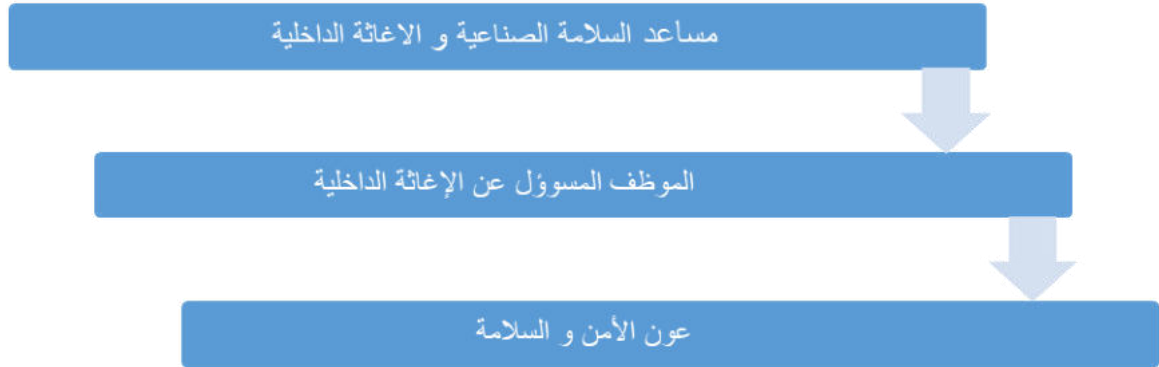 مساعد السلامة الصناعية و الاغاثة الداخلية
الموظف المسوؤل عن الإغاثة الداخلية
عون الأمن و السلامة